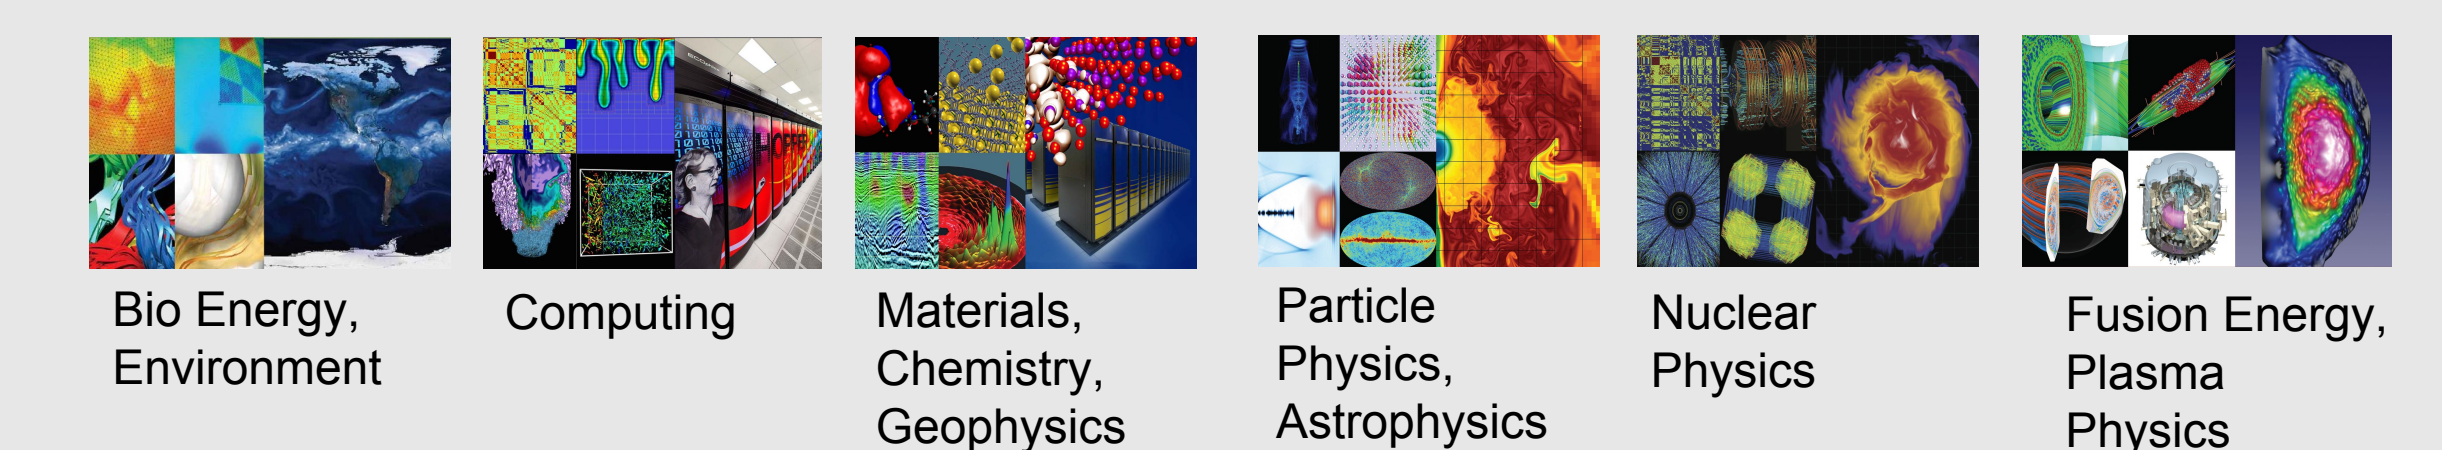 Bio Energy,
Environment
Computing
Materials,
Chemistry,
Geophysics
Particle
Physics,
Astrophysics
Nuclear
Physics
Fusion Energy,
Plasma
Physics